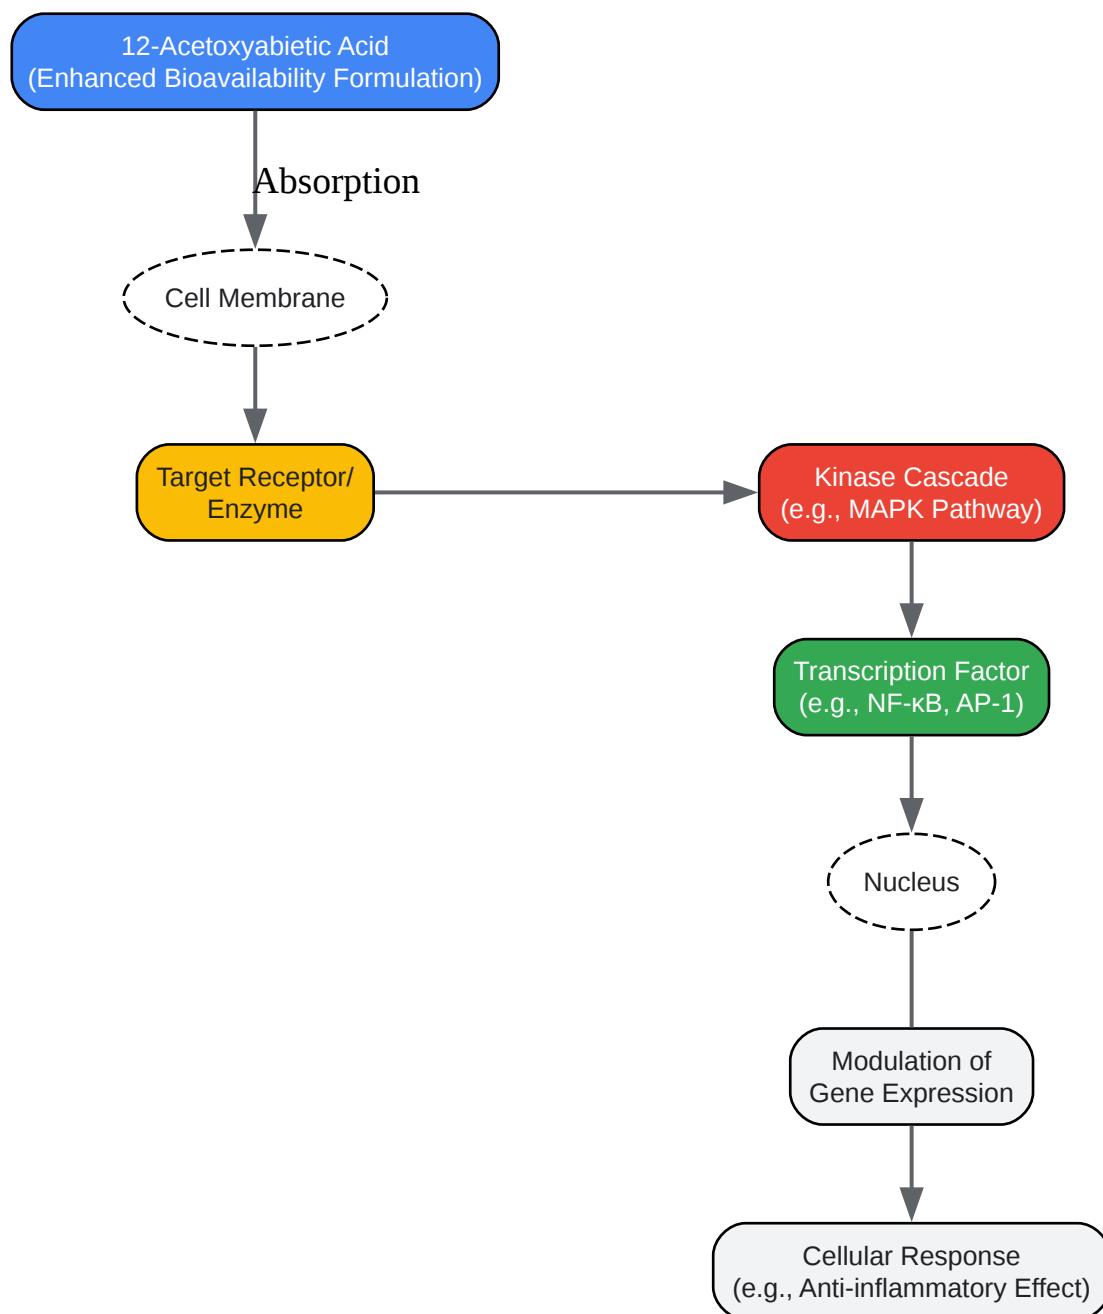 12-Acetoxyabietic Acid
(Enhanced Bioavailability Formulation)
Absorption
Cell Membrane
Target Receptor/
Enzyme
Kinase Cascade
(e.g., MAPK Pathway)
Transcription Factor
(e.g., NF-κB, AP-1)
Nucleus
Modulation of
Gene Expression
Cellular Response
(e.g., Anti-inflammatory Effect)